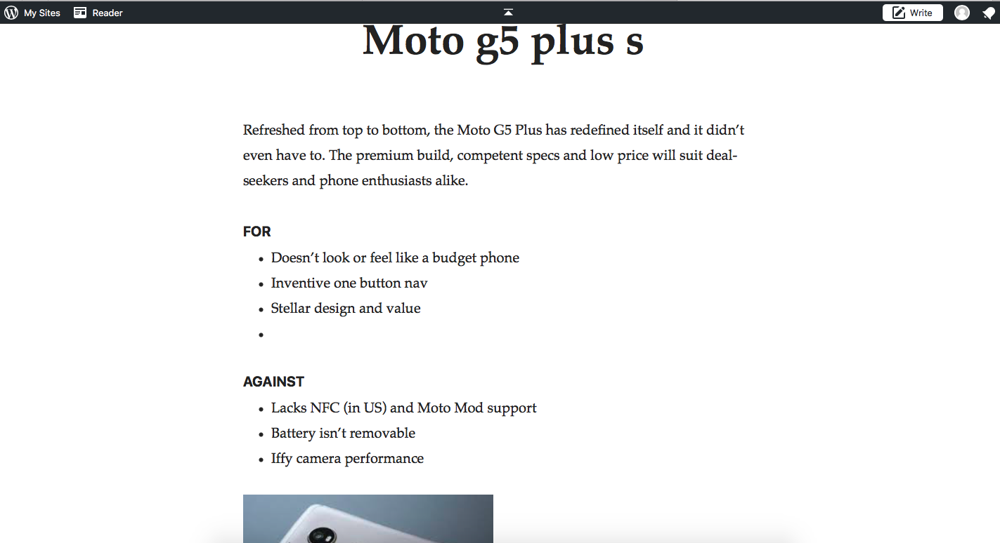 My Sites Reader Write
Moto g5 plus s
Refreshed from top to bottom, the Moto G5 Plus has redefined itself and it didn’t
even have to. The premium build, competent specs and low price will suit deal-
seekers and phone enthusiasts alike.
FOR
• Doesn’t look or feel like a budget phone
• Inventive one button nav
• Stellar design and value
•
AGAINST
• Lacks NFC (in US) and Moto Mod support
• Battery isn’t removable
• Iffy camera performance